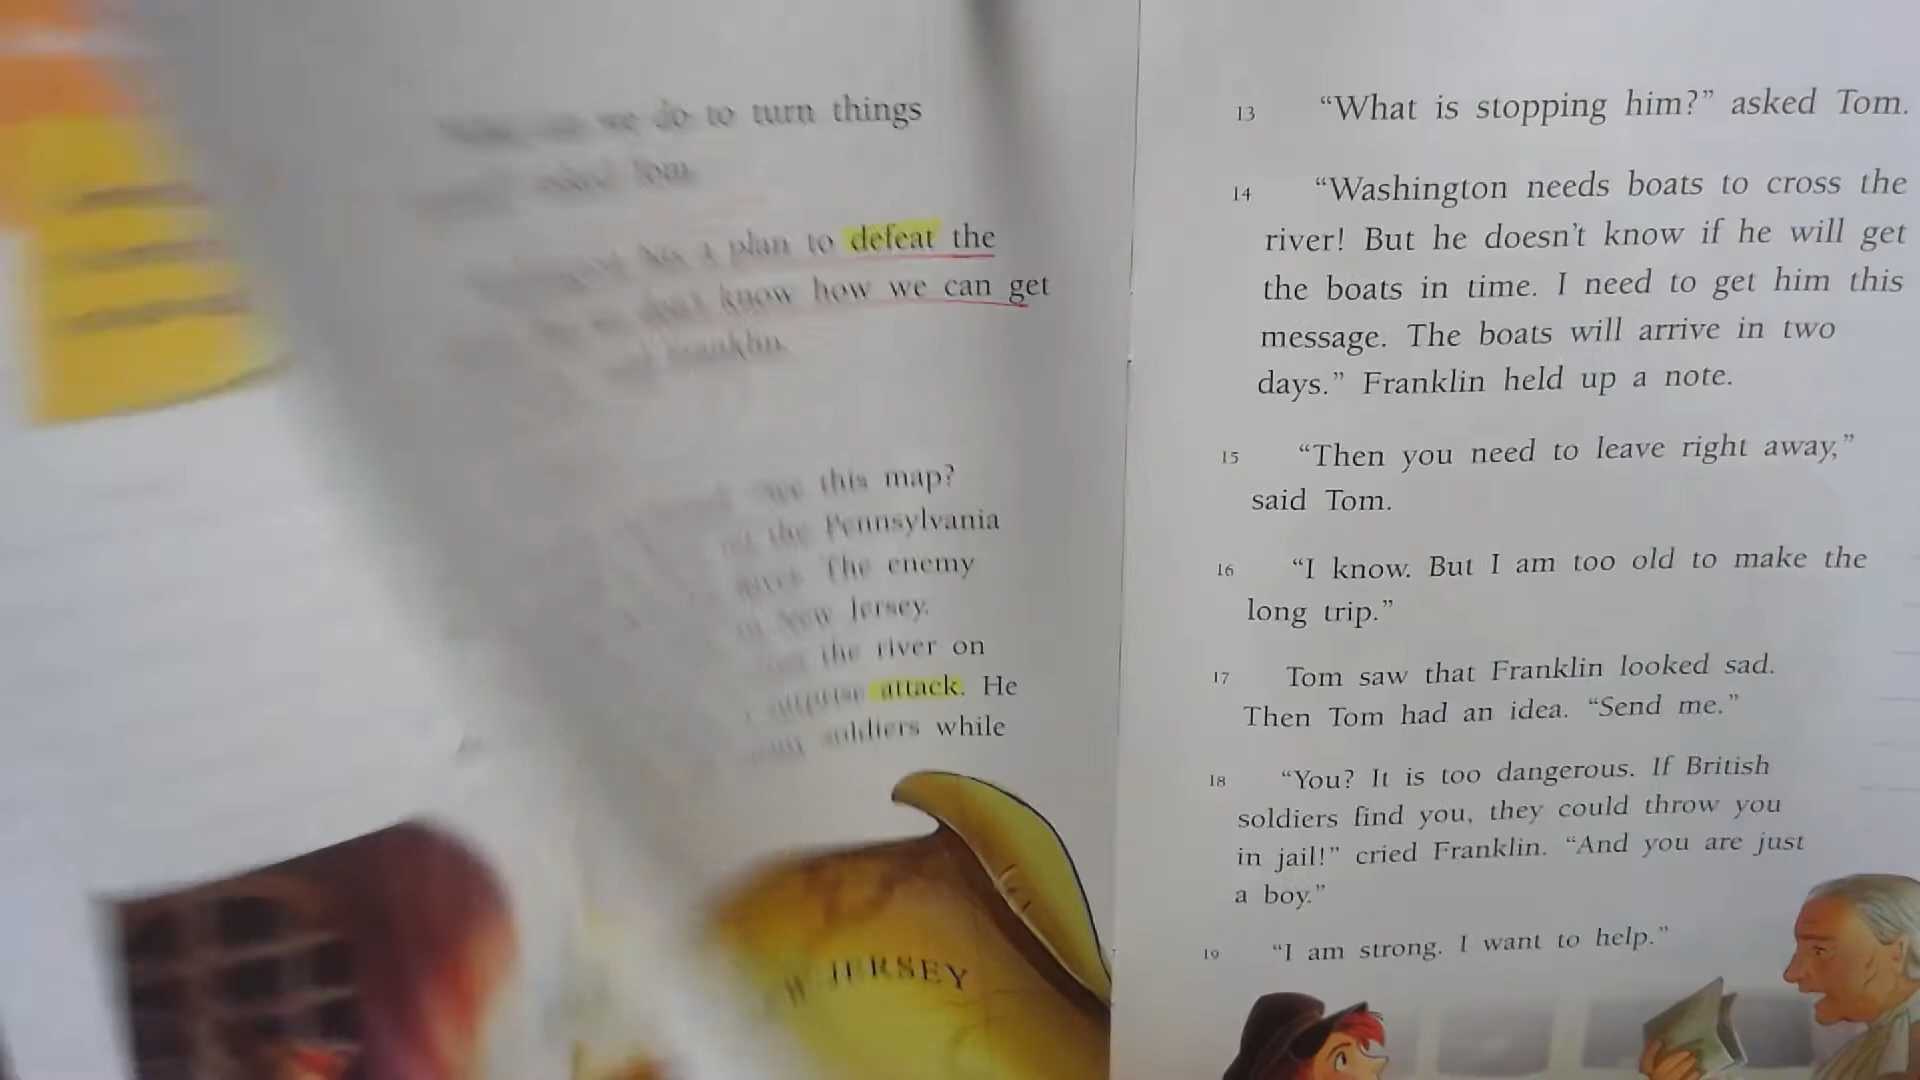 we do to turn things
asked Tom.
a plan to defeat the
don't know how we can get
Franklin.
this map?
the Pennsylvania
river. The enemy
New Jersey.
the river on
surprise attack. He
soldiers while
JERSEY
13 “What is stopping him?” asked Tom.
14 “Washington needs boats to cross the
river! But he doesn’t know if he will get
the boats in time. I need to get him this
message. The boats will arrive in two
days.” Franklin held up a note.
15 “Then you need to leave right away,”
said Tom.
16 “I know. But I am too old to make the
long trip.”
17 Tom saw that Franklin looked sad.
Then Tom had an idea. “Send me.”
18 “You? It is too dangerous. If British
soldiers find you, they could throw you
in jail!” cried Franklin. “And you are just
a boy.”
19 “I am strong. I want to help.”